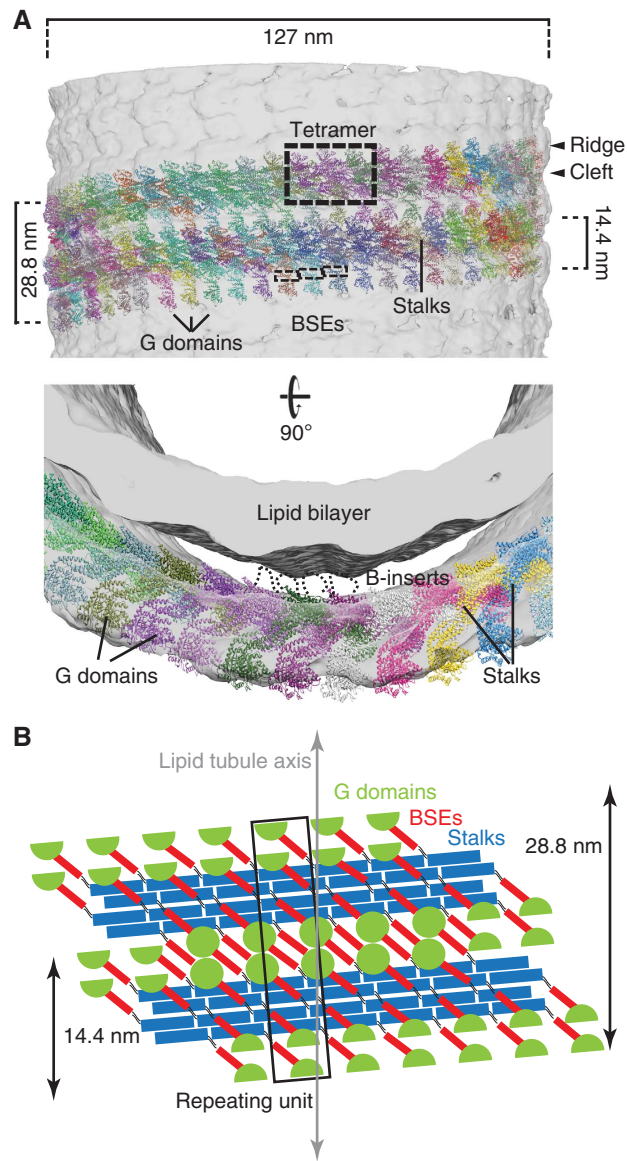 A
127 nm
Tetramer
Ridge
Cleft
28.8 nm
14.4 nm
Stalks
BSEs
G domains
90°
Lipid bilayer
B-inserts
G domains
Stalks
B
Lipid tubule axis
G domains
BSEs
Stalks
28.8 nm
14.4 nm
Repeating unit